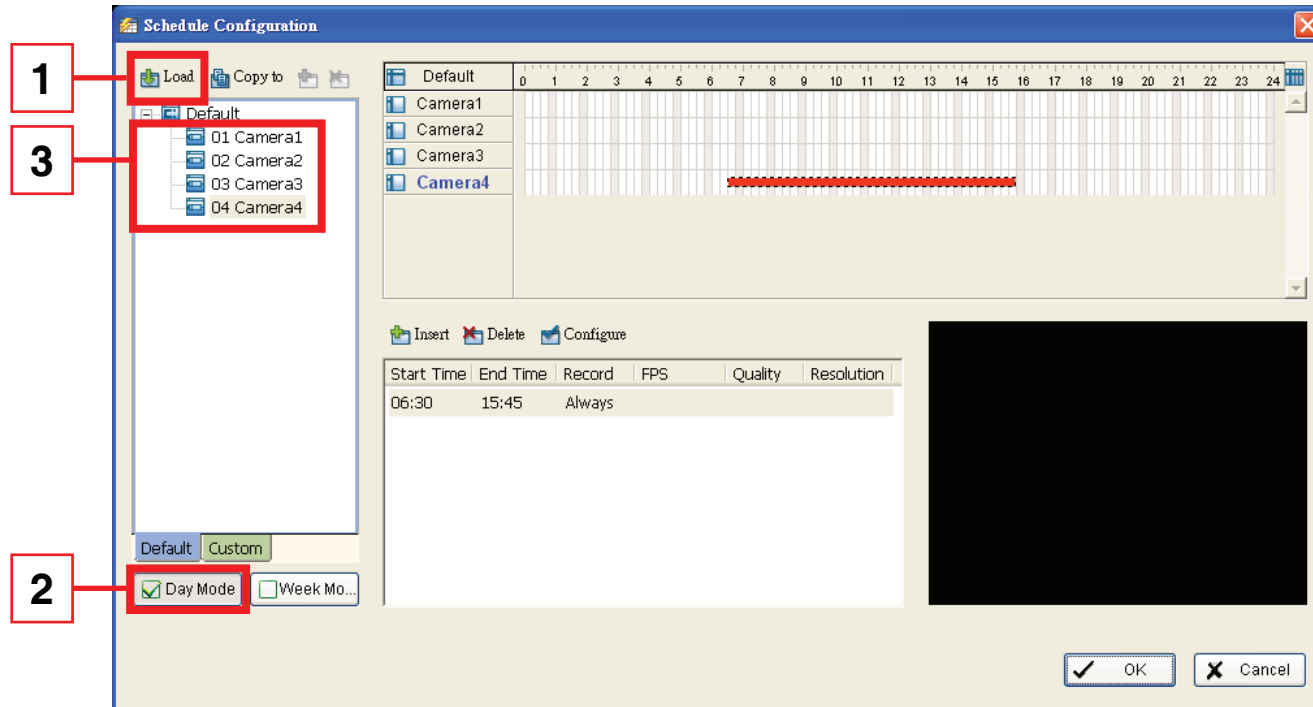 Schedule Configuration
1
Load Copy to
3
Default
01 Camera1
02 Camera2
03 Camera3
04 Camera4
Default Custom
2
Day Mode Week Mo...
Default 0 1 2 3 4 5 6 7 8 9 10 11 12 13 14 15 16 17 18 19 20 21 22 23 24
Camera1
Camera2
Camera3
Camera4
Insert Delete Configure
Start Time End Time Record FPS Quality Resolution
06:30 15:45 Always
OK Cancel